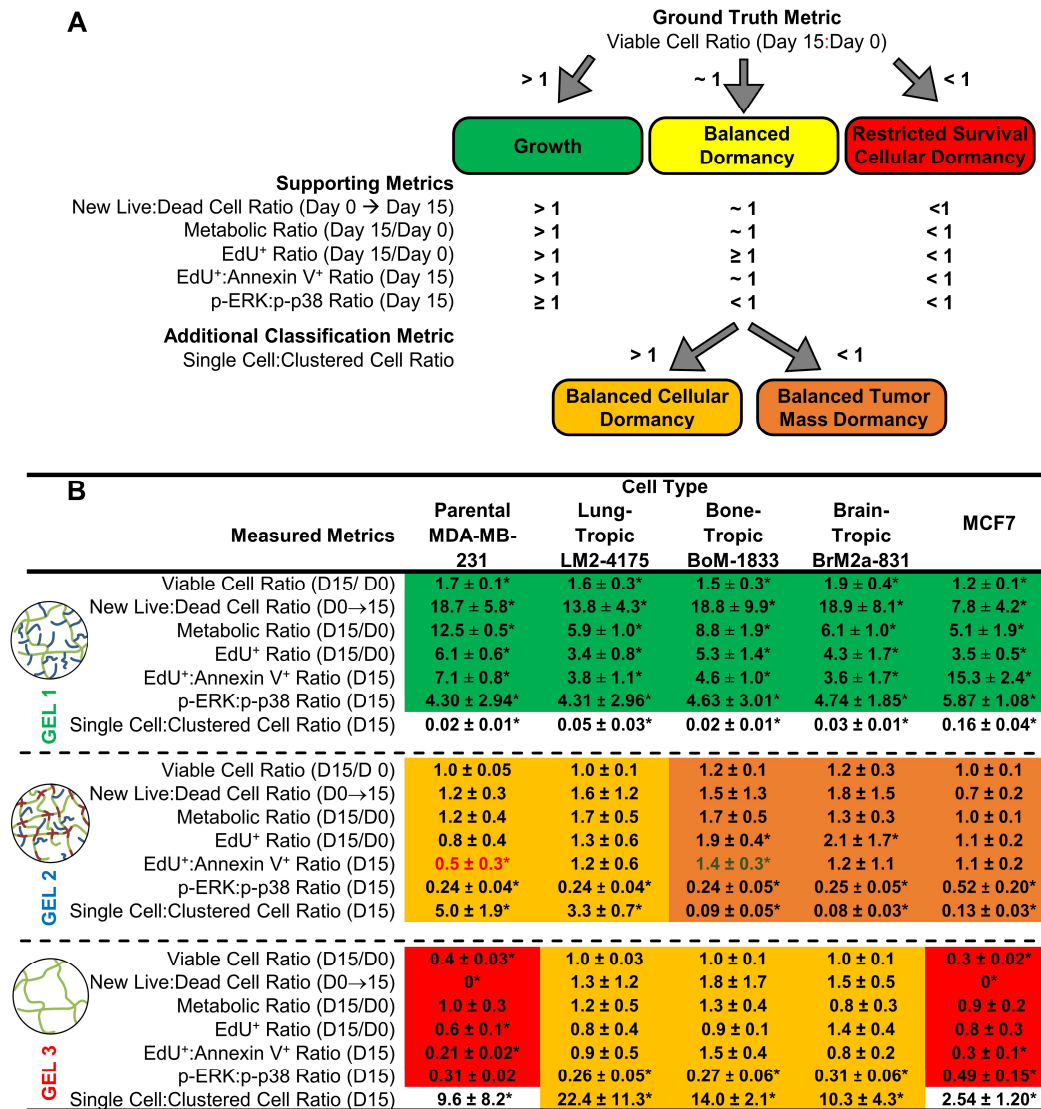 A
Ground Truth Metric
Viable Cell Ratio (Day 15:Day 0)
> 1
~ 1
< 1
Growth
Balanced Dormancy
Restricted Survival Cellular Dormancy
Supporting Metrics
New Live:Dead Cell Ratio (Day 0 → Day 15) > 1 ~ 1 <1
Metabolic Ratio (Day 15/Day 0) > 1 ~ 1 < 1
EdU⁺ Ratio (Day 15/Day 0) > 1 ≥ 1 < 1
EdU⁺:Annexin V⁺ Ratio (Day 15) > 1 ~ 1 < 1
p-ERK:p-p38 Ratio (Day 15) ≥ 1 < 1 < 1
Additional Classification Metric
Single Cell:Clustered Cell Ratio
> 1
< 1
Balanced Cellular Dormancy
Balanced Tumor Mass Dormancy
B
Cell Type
Measured Metrics
Parental MDA-MB-231
Lung-Tropic LM2-4175
Bone-Tropic BoM-1833
Brain-Tropic BrM2a-831
MCF7
GEL 1
Viable Cell Ratio (D15/ D0) 1.7 ± 0.1* 1.6 ± 0.3* 1.5 ± 0.3* 1.9 ± 0.4* 1.2 ± 0.1*
New Live:Dead Cell Ratio (D0→15) 18.7 ± 5.8* 13.8 ± 4.3* 18.8 ± 9.9* 18.9 ± 8.1* 7.8 ± 4.2*
Metabolic Ratio (D15/D0) 12.5 ± 0.5* 5.9 ± 1.0* 8.8 ± 1.9* 6.1 ± 1.0* 5.1 ± 1.9*
EdU⁺ Ratio (D15/D0) 6.1 ± 0.6* 3.4 ± 0.8* 5.3 ± 1.4* 4.3 ± 1.7* 3.5 ± 0.5*
EdU⁺:Annexin V⁺ Ratio (D15) 7.1 ± 0.8* 3.8 ± 1.1* 4.6 ± 1.0* 3.6 ± 1.7* 15.3 ± 2.4*
p-ERK:p-p38 Ratio (D15) 4.30 ± 2.94* 4.31 ± 2.96* 4.63 ± 3.01* 4.74 ± 1.85* 5.87 ± 1.08*
Single Cell:Clustered Cell Ratio (D15) 0.02 ± 0.01* 0.05 ± 0.03* 0.02 ± 0.01* 0.03 ± 0.01* 0.16 ± 0.04*
GEL 2
Viable Cell Ratio (D15/D 0) 1.0 ± 0.05 1.0 ± 0.1 1.2 ± 0.1 1.2 ± 0.3 1.0 ± 0.1
New Live:Dead Cell Ratio (D0→15) 1.2 ± 0.3 1.6 ± 1.2 1.5 ± 1.3 1.8 ± 1.5 0.7 ± 0.2
Metabolic Ratio (D15/D0) 1.2 ± 0.4 1.7 ± 0.5 1.7 ± 0.5 1.3 ± 0.3 1.0 ± 0.1
EdU⁺ Ratio (D15/D0) 0.8 ± 0.4 1.3 ± 0.6 1.9 ± 0.4* 2.1 ± 1.7* 1.1 ± 0.2
EdU⁺:Annexin V⁺ Ratio (D15) 0.5 ± 0.3* 1.2 ± 0.6 1.4 ± 0.3* 1.2 ± 1.1 1.1 ± 0.2
p-ERK:p-p38 Ratio (D15) 0.24 ± 0.04* 0.24 ± 0.04* 0.24 ± 0.05* 0.25 ± 0.05* 0.52 ± 0.20*
Single Cell:Clustered Cell Ratio (D15) 5.0 ± 1.9* 3.3 ± 0.7* 0.09 ± 0.05* 0.08 ± 0.03* 0.13 ± 0.03*
GEL 3
Viable Cell Ratio (D15/D0) 0.4 ± 0.03* 1.0 ± 0.03 1.0 ± 0.1 1.0 ± 0.1 0.3 ± 0.02*
New Live:Dead Cell Ratio (D0→15) 0* 1.3 ± 1.2 1.8 ± 1.7 1.5 ± 0.5 0*
Metabolic Ratio (D15/D0) 1.0 ± 0.3 1.2 ± 0.5 1.3 ± 0.4 0.8 ± 0.3 0.9 ± 0.2
EdU⁺ Ratio (D15/D0) 0.6 ± 0.1* 0.8 ± 0.4 0.9 ± 0.1 1.4 ± 0.4 0.8 ± 0.3
EdU⁺:Annexin V⁺ Ratio (D15) 0.21 ± 0.02* 0.9 ± 0.5 1.5 ± 0.4 0.8 ± 0.2 0.3 ± 0.1*
p-ERK:p-p38 Ratio (D15) 0.31 ± 0.02 0.26 ± 0.05* 0.27 ± 0.06* 0.31 ± 0.06* 0.49 ± 0.15*
Single Cell:Clustered Cell Ratio (D15) 9.6 ± 8.2* 22.4 ± 11.3* 14.0 ± 2.1* 10.3 ± 4.3* 2.54 ± 1.20*